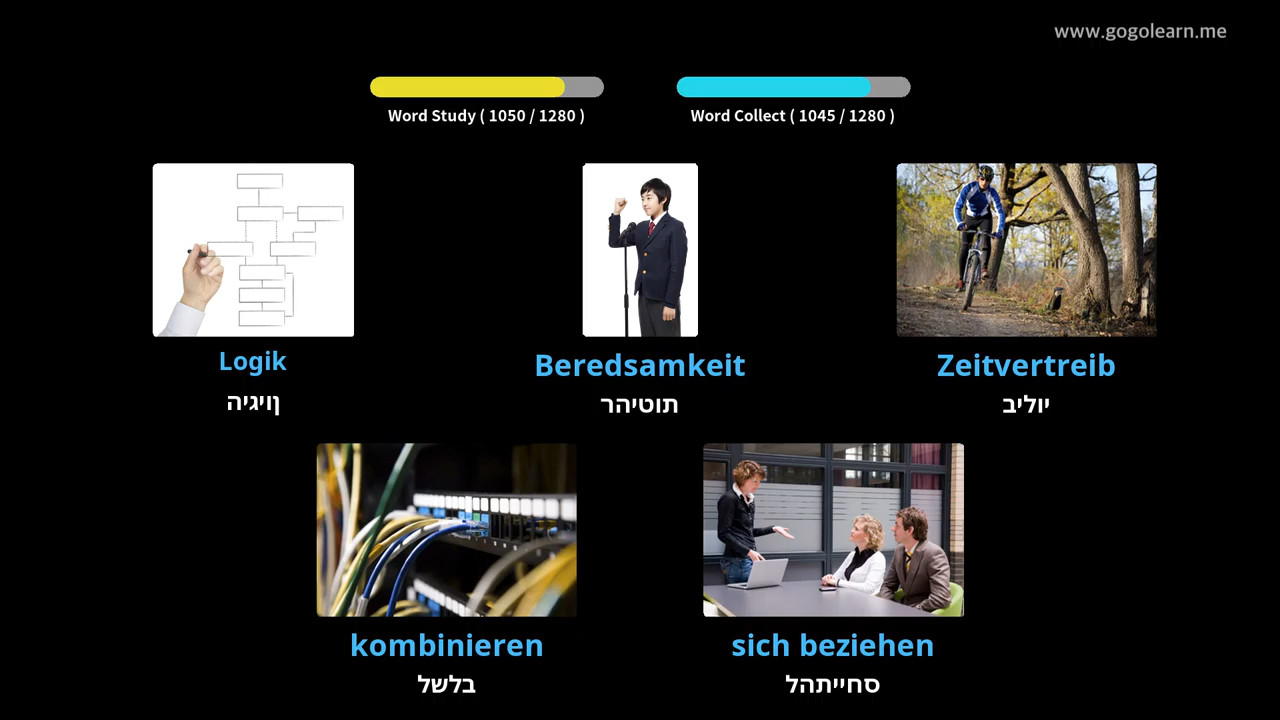 www.gogolearn.me
Word Study ( 1050 / 1280 )
Word Collect ( 1045 / 1280 )
Logik
ןויגיה
Beredsamkeit
תוטיהר
Zeitvertreib
יוליב
kombinieren
בלשל
sich beziehen
סחייתהל